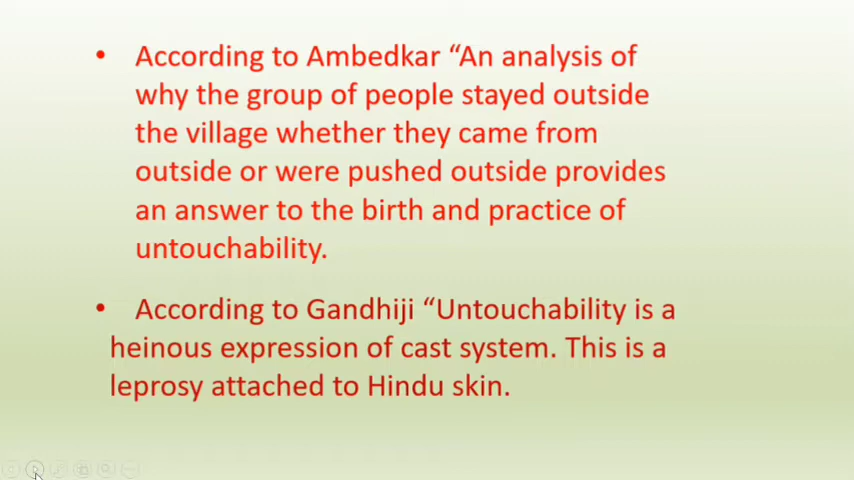 • According to Ambedkar “An analysis of
why the group of people stayed outside
the village whether they came from
outside or were pushed outside provides
an answer to the birth and practice of
untouchability.
• According to Gandhiji “Untouchability is a
heinous expression of cast system. This is a
leprosy attached to Hindu skin.